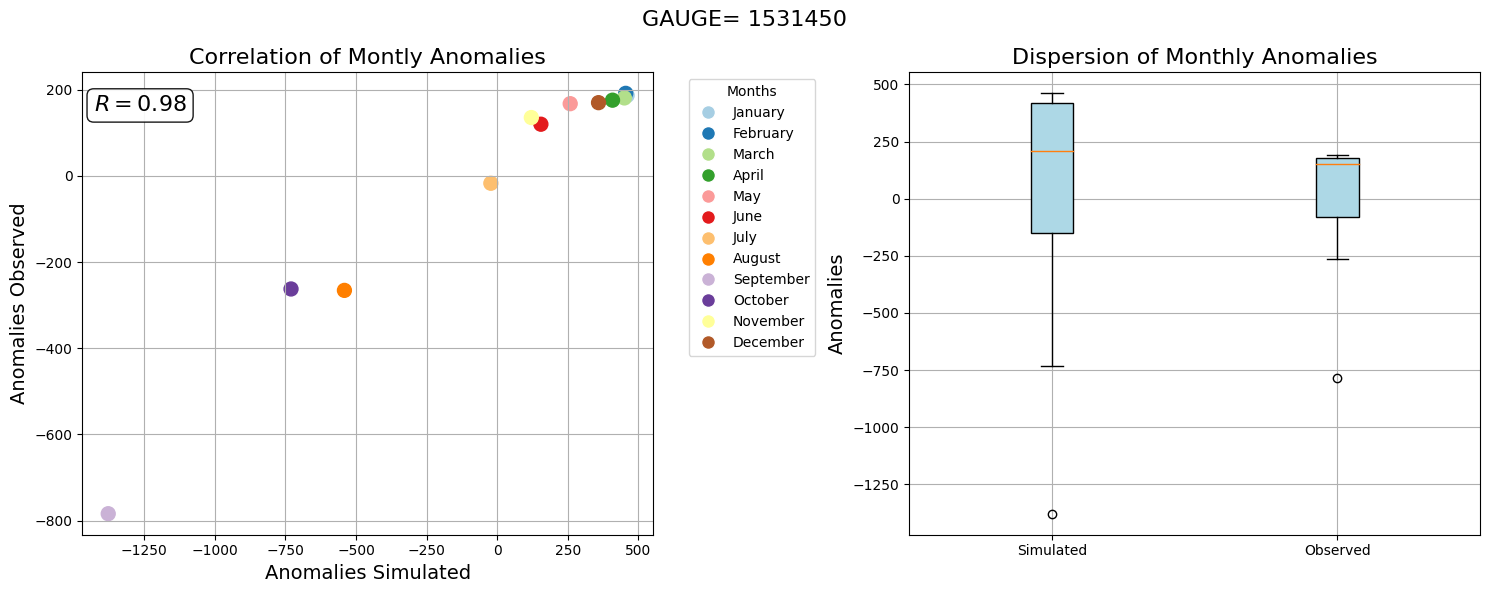 GAUGE= 1531450
Correlation of Montly Anomalies
R = 0.98
Anomalies Observed
200
0
−200
−400
−600
−800
−1250
−1000
−750
−500
−250
0
250
500
Anomalies Simulated
Months
January
February
March
April
May
June
July
August
September
October
November
December
Dispersion of Monthly Anomalies
Anomalies
500
250
0
−250
−500
−750
−1000
−1250
Simulated
Observed